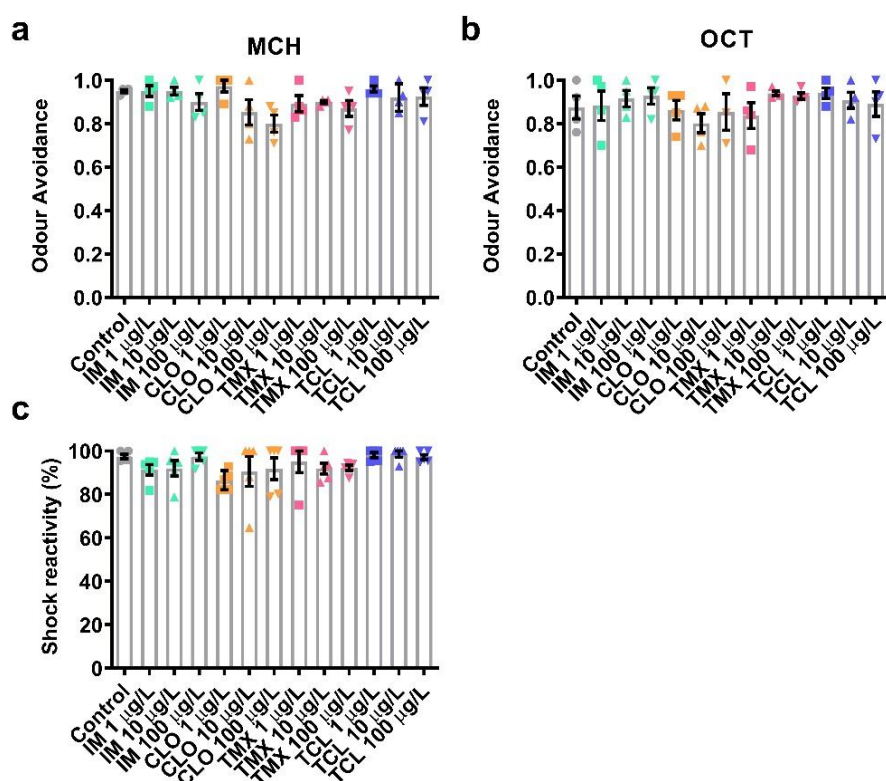 a
MCH
Odour Avoidance
1.0
0.8
0.6
0.4
0.2
0.0
Control
IM 1 µg/L
IM 10 µg/L
IM 100 µg/L
CLO 1 µg/L
CLO 10 µg/L
CLO 100 µg/L
TMX 1 µg/L
TMX 10 µg/L
TMX 100 µg/L
TCL 1 µg/L
TCL 10 µg/L
TCL 100 µg/L
b
OCT
Odour Avoidance
1.0
0.8
0.6
0.4
0.2
0.0
Control
IM 1 µg/L
IM 10 µg/L
IM 100 µg/L
CLO 1 µg/L
CLO 10 µg/L
CLO 100 µg/L
TMX 1 µg/L
TMX 10 µg/L
TMX 100 µg/L
TCL 1 µg/L
TCL 10 µg/L
TCL 100 µg/L
c
Shock reactivity (%)
100
80
60
40
20
0
Control
IM 1 µg/L
IM 10 µg/L
IM 100 µg/L
CLO 1 µg/L
CLO 10 µg/L
CLO 100 µg/L
TMX 1 µg/L
TMX 10 µg/L
TMX 100 µg/L
TCL 1 µg/L
TCL 10 µg/L
TCL 100 µg/L